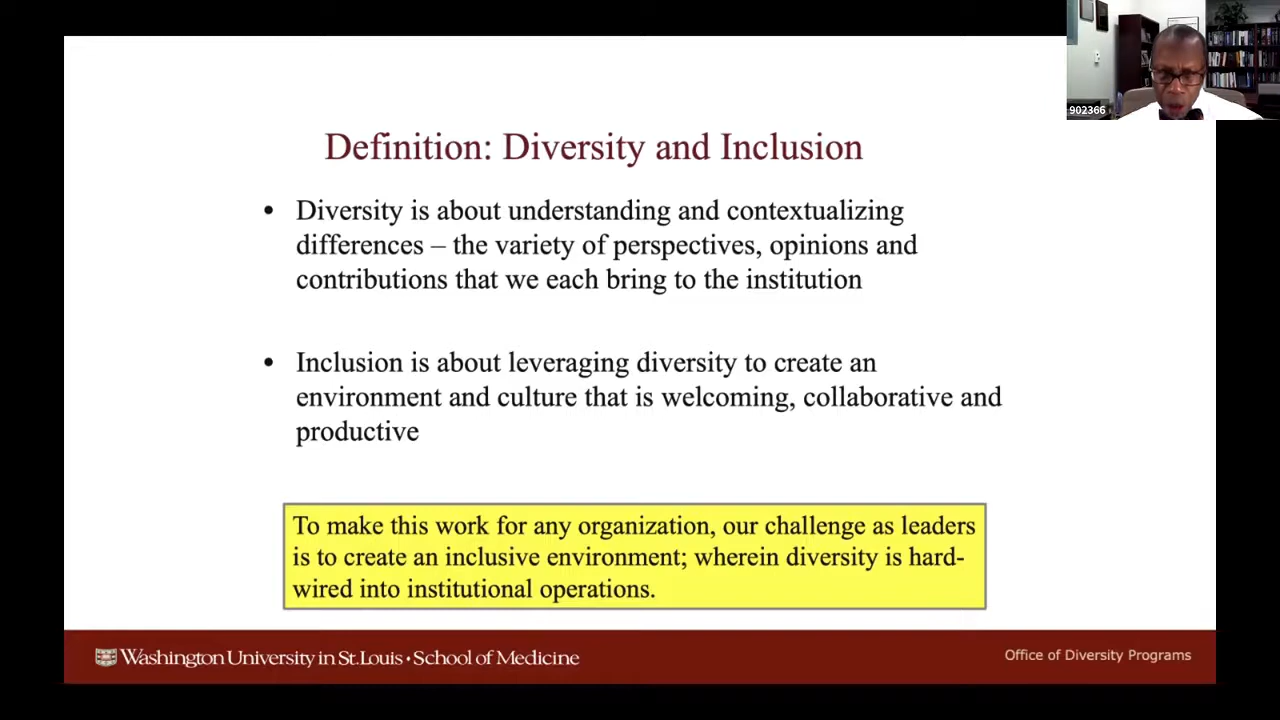 902366
Definition: Diversity and Inclusion
• Diversity is about understanding and contextualizing
differences – the variety of perspectives, opinions and
contributions that we each bring to the institution
• Inclusion is about leveraging diversity to create an
environment and culture that is welcoming, collaborative and
productive
To make this work for any organization, our challenge as leaders
is to create an inclusive environment; wherein diversity is hard-
wired into institutional operations.
Washington University in St. Louis • School of Medicine
Office of Diversity Programs